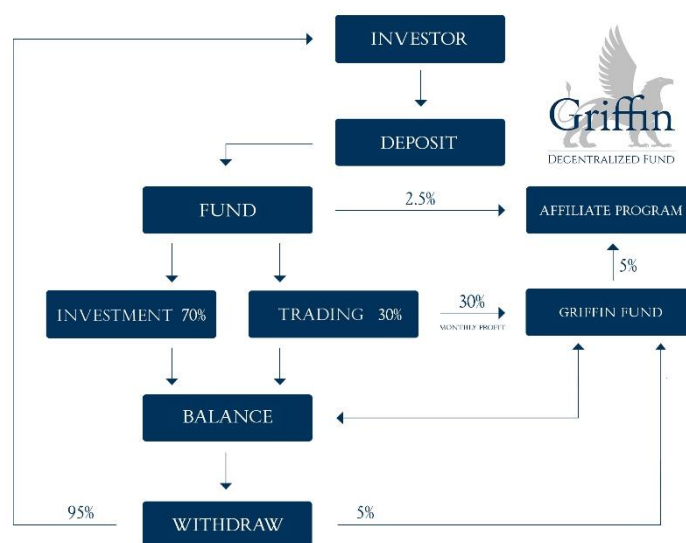 INVESTOR
Griffin
DECENTRALIZED FUND
DEPOSIT
FUND
2.5%
AFFILIATE PROGRAM
5%
INVESTMENT 70%
TRADING 30%
30%
MONTHLY PROFIT
GRIFFIN FUND
BALANCE
95%
WITHDRAW
5%